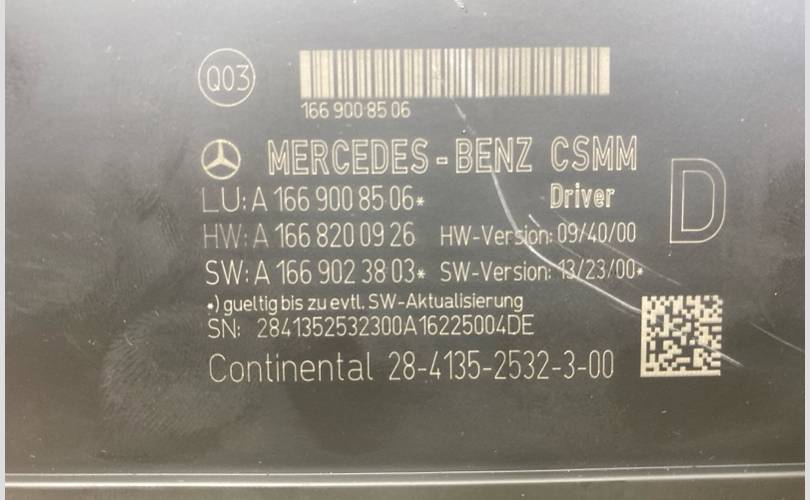 Q03
166 900 85 06
MERCEDES-BENZ CSMM
LU: A 166 900 85 06* Driver
D
HW: A 166 820 09 26 HW-Version: 09/40/00
SW: A 166 902 38 03* SW-Version: 13/23/00*
*) gueltig bis zu evtl. SW-Aktualisierung
SN: 2841352532300A16225004DE
Continental 28-4135-2532-3-00